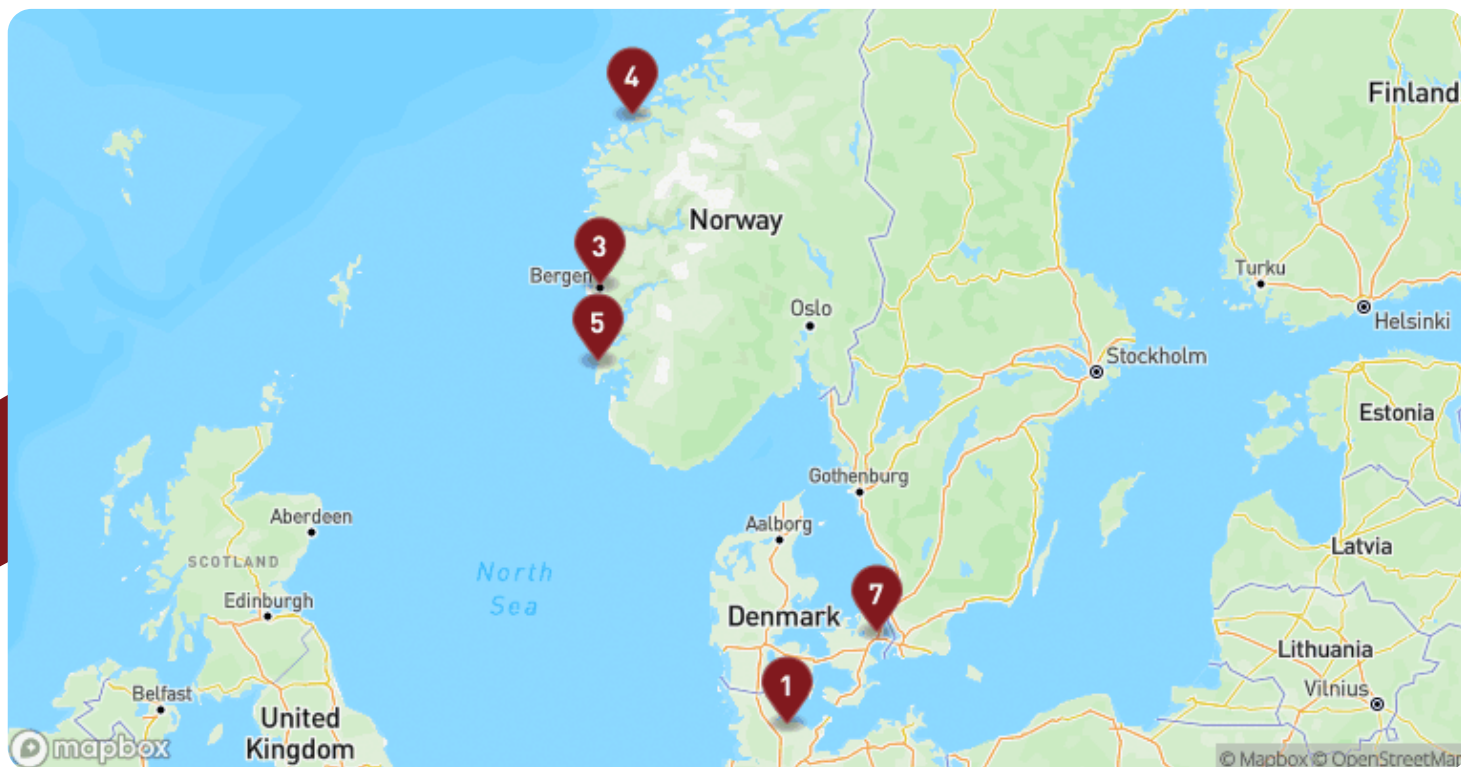 4
Finland
Norway
3
Bergen
Turku
5
Oslo
Helsinki
Stockholm
Estonia
Gothenburg
Aberdeen
Aalborg
Latvia
SCOTLAND
North
Sea
Edinburgh
7
Denmark
Lithuania
1
Belfast
Vilnius
United
Kingdom
mapbox
© Mapbox © OpenStreetMa